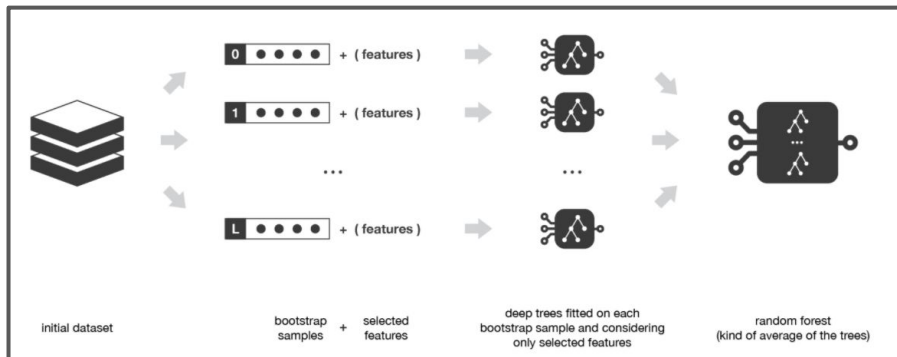 0 + ( features )
1 + ( features )
... ...
L + ( features )
...
initial dataset
bootstrap samples + selected features
deep trees fitted on each
bootstrap sample and considering
only selected features
random forest
(kind of average of the trees)